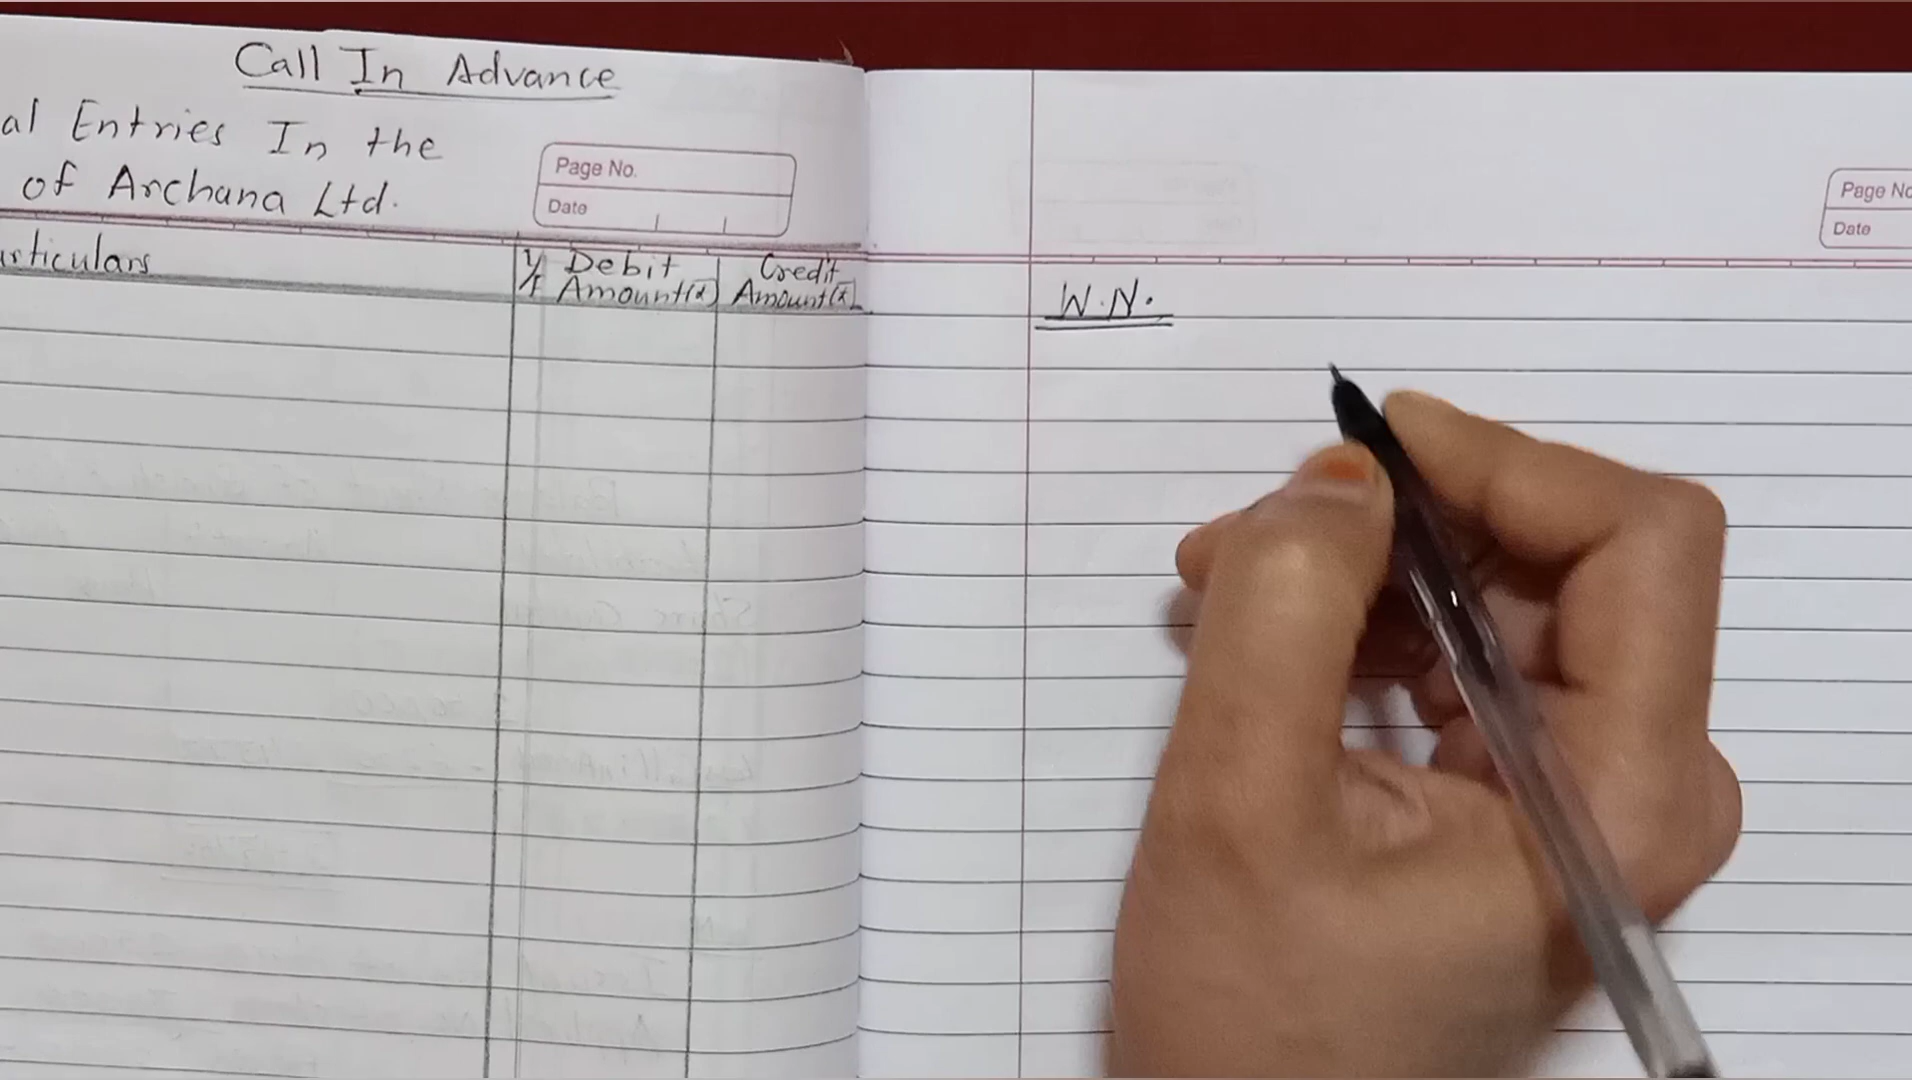 Call In Advance
al Entries In the
of Archana Ltd.
Page No.
Date
articulars
Debit
Amount(₹)
Credit
Amount(₹)
W.N.
Page No
Date